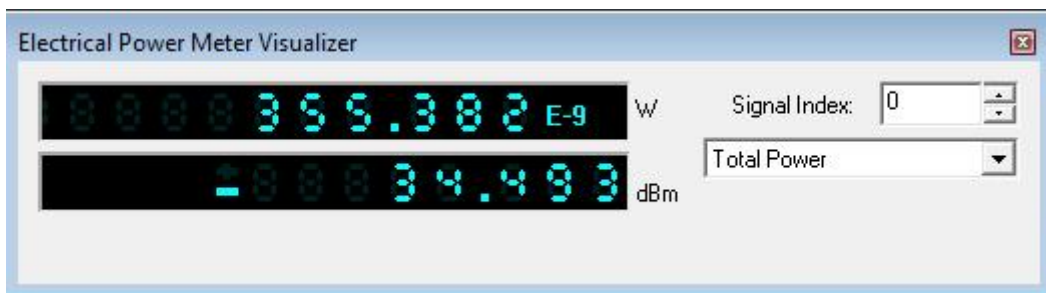 Electrical Power Meter Visualizer
355.382 E-9 W
Signal Index: 0
Total Power
-34.493 dBm